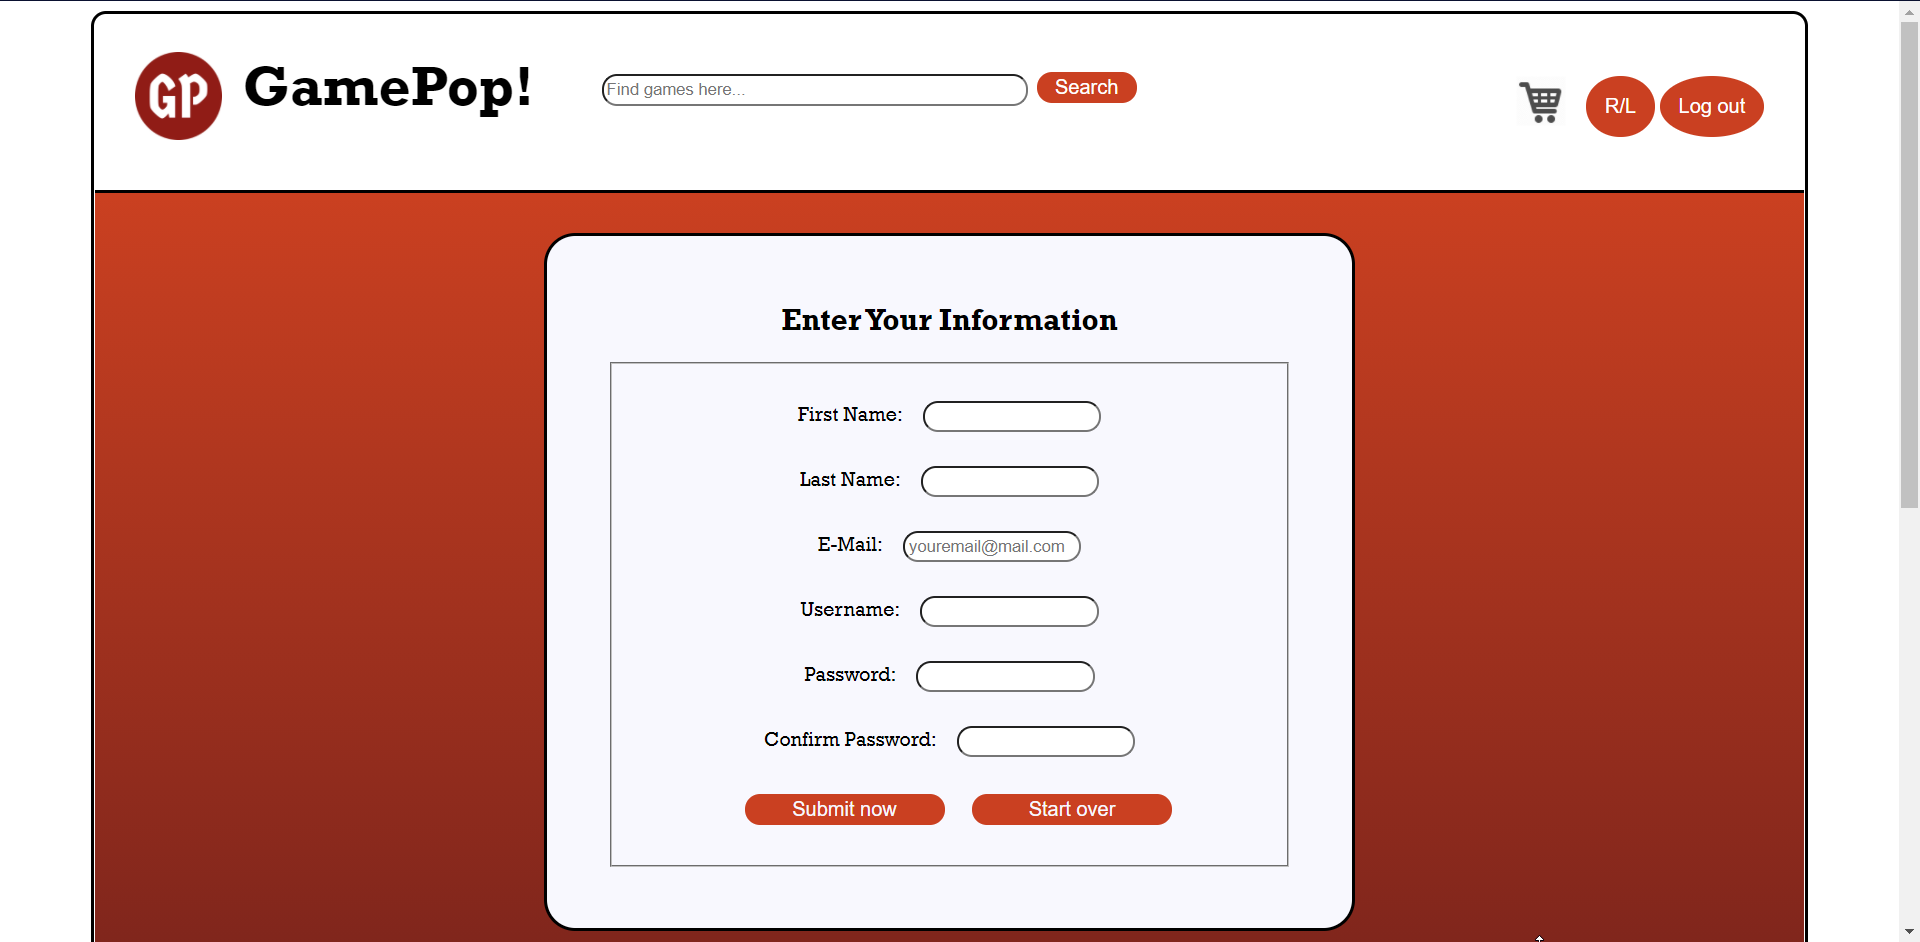 GP
GamePop!
Find games here...
Search
R/L
Log out
Enter Your Information
First Name:
Last Name:
E-Mail:
youremail@mail.com
Username:
Password:
Confirm Password:
Submit now
Start over